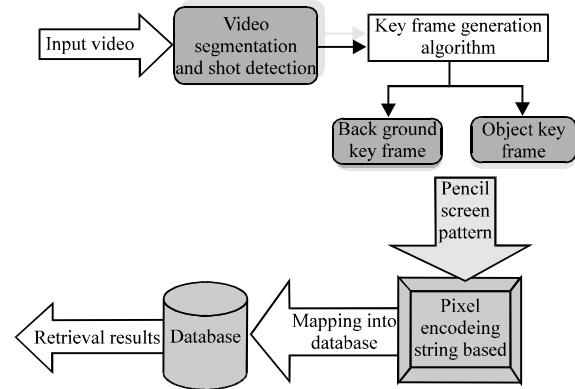 Input video
Video
segmentation
and shot detection
Key frame generation
algorithm
Back ground
key frame
Object key
frame
Pencil
screen
pattern
Pixel
encodeing
string based
Mapping into
database
Database
Retrieval results